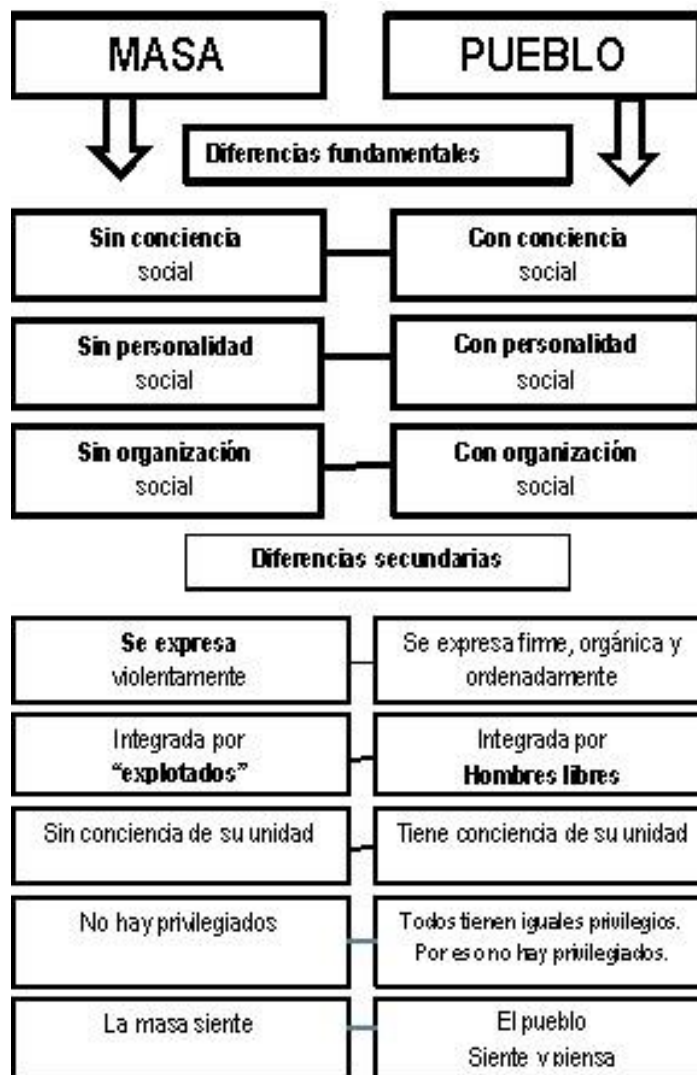 MASA
PUEBLO
Diferencias fundamentales
Sin conciencia
social
Con conciencia
social
Sin personalidad
social
Con personalidad
social
Sin organización
social
Con organización
social
Diferencias secundarias
Se expresa
violentamente
Se expresa firme, orgánica y
ordenadamente
Integrada por
“explotados”
Integrada por
Hombres libres
Sin conciencia de su unidad
Tiene conciencia de su unidad
No hay privilegiados
Todos tienen iguales privilegios.
Por eso no hay privilegiados.
La masa siente
El pueblo
Siente y piensa